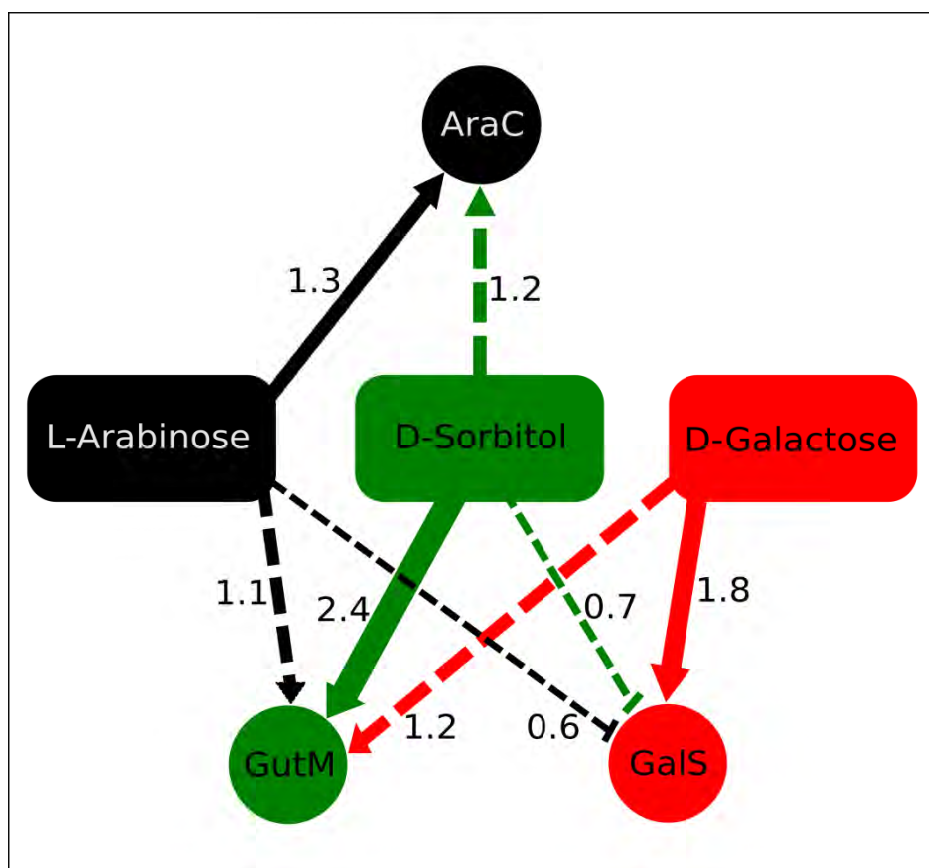 AraC
1.3
1.2
L-Arabinose
D-Sorbitol
D-Galactose
1.1
2.4
0.7
1.8
1.2
0.6
GutM
GalS